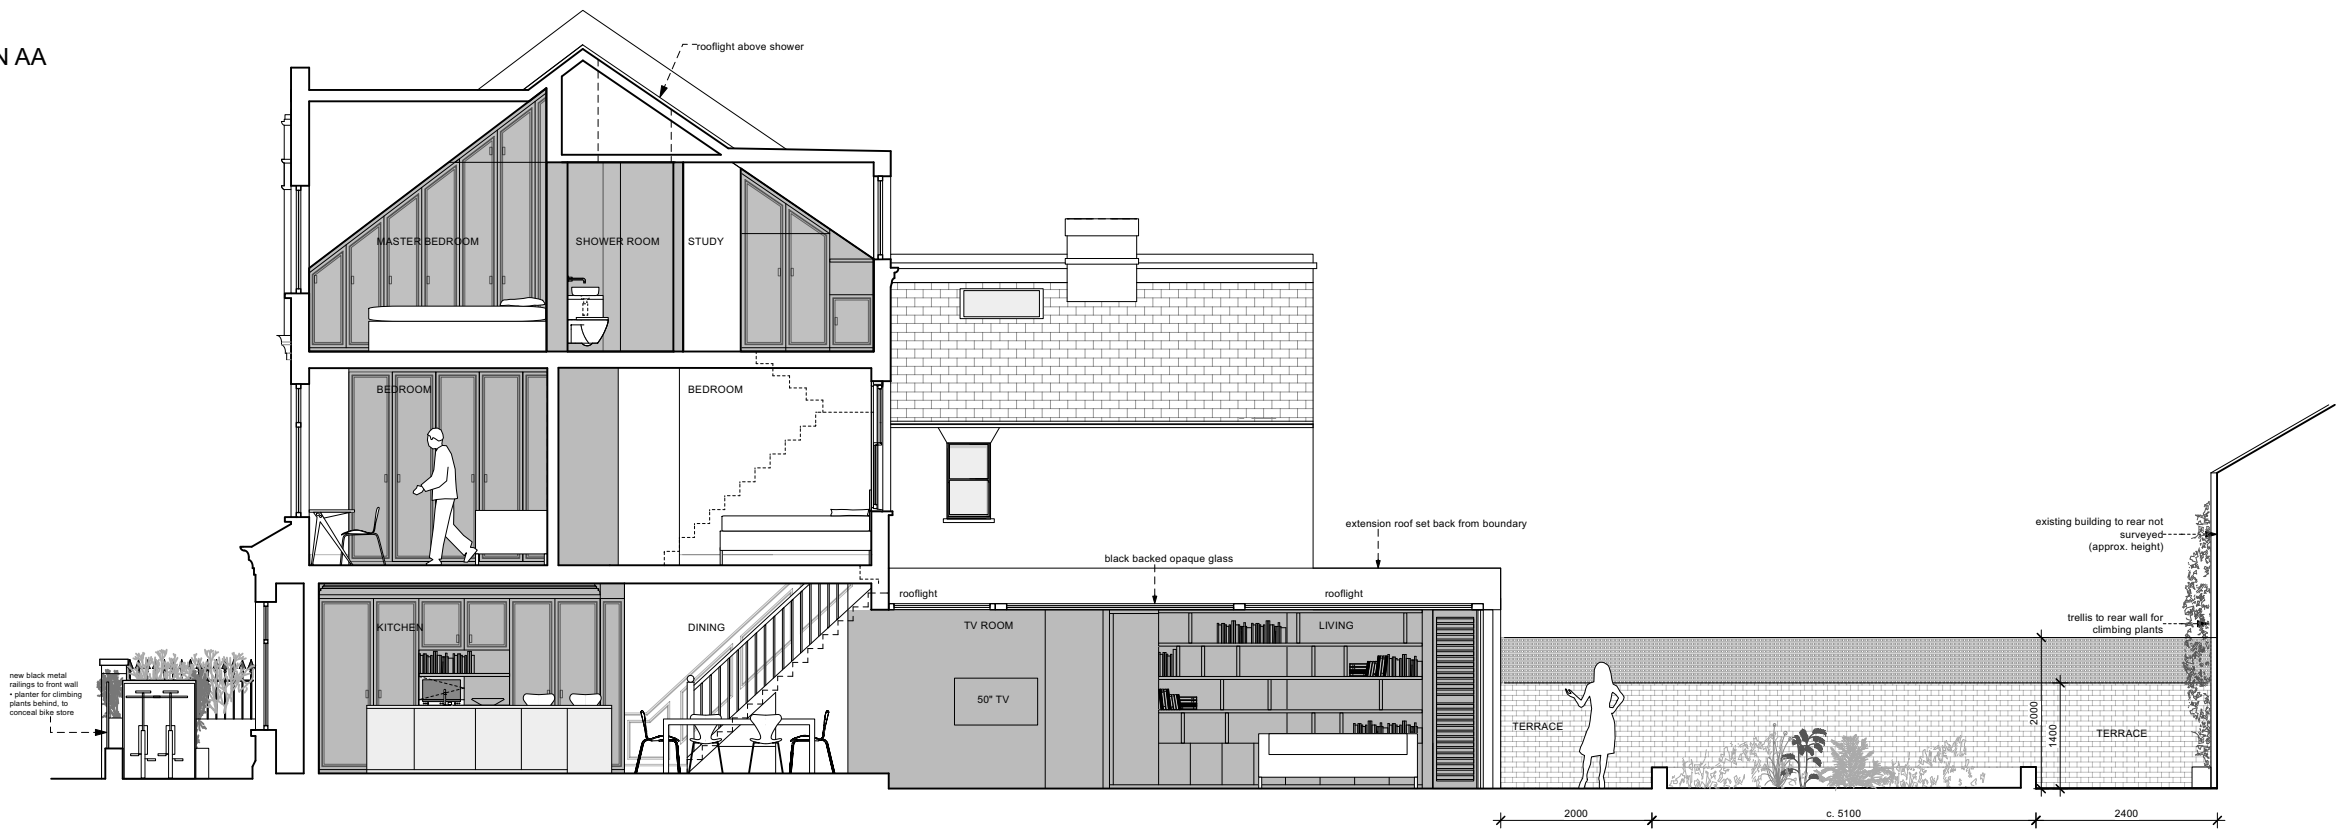 N AA
rooflight above shower
MASTER BEDROOM
SHOWER ROOM
STUDY
BEDROOM
BEDROOM
extension roof set back from boundary
existing building to rear not
surveyed
(approx. height)
black backed opaque glass
rooflight
rooflight
KITCHEN
DINING
TV ROOM
LIVING
trellis to rear wall for
climbing plants
new black metal
railings to front wall
• planter for climbing
plants behind, to
conceal bike store
50" TV
TERRACE
2000
1400
TERRACE
2000
c. 5100
2400